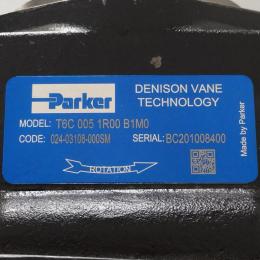 Parker
DENISON VANE
TECHNOLOGY
MODEL: T6C 005 1R00 B1M0
CODE: 024-03108-000SM
SERIAL: BC201008400
ROTATION
Made by Parker